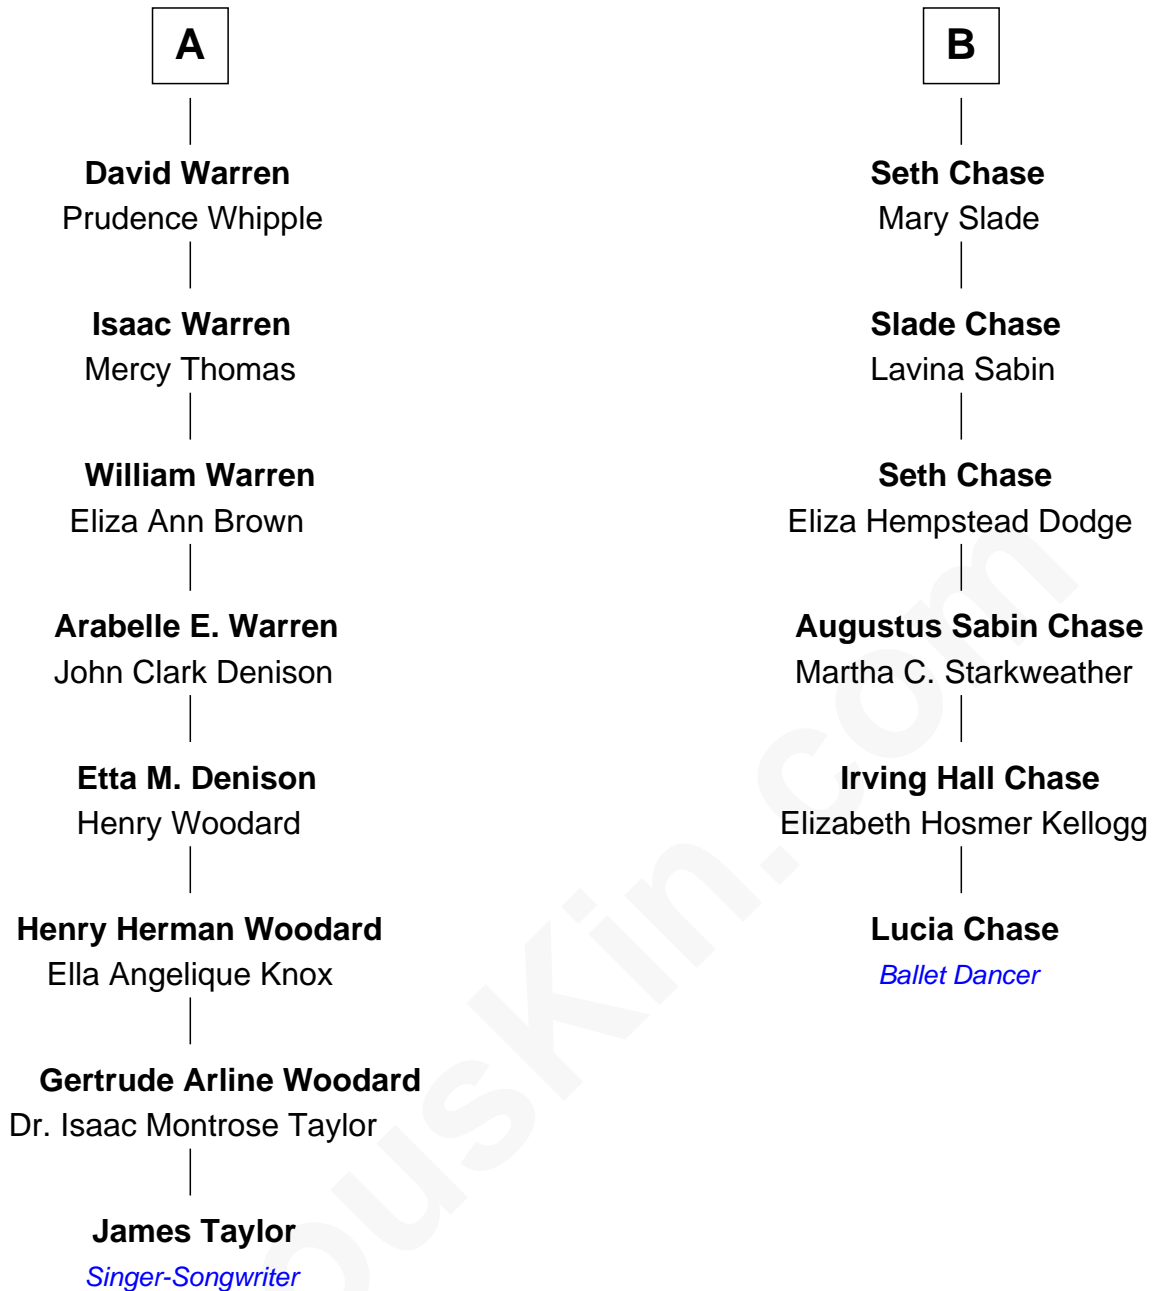 A
David Warren
Prudence Whipple
Isaac Warren
Mercy Thomas
William Warren
Eliza Ann Brown
Arabelle E. Warren
John Clark Denison
Etta M. Denison
Henry Woodard
Henry Herman Woodard
Ella Angelique Knox
Gertrude Arline Woodard
Dr. Isaac Montrose Taylor
James Taylor
Singer-Songwriter
B
Seth Chase
Mary Slade
Slade Chase
Lavina Sabin
Seth Chase
Eliza Hempstead Dodge
Augustus Sabin Chase
Martha C. Starkweather
Irving Hall Chase
Elizabeth Hosmer Kellogg
Lucia Chase
Ballet Dancer
ousKin.com